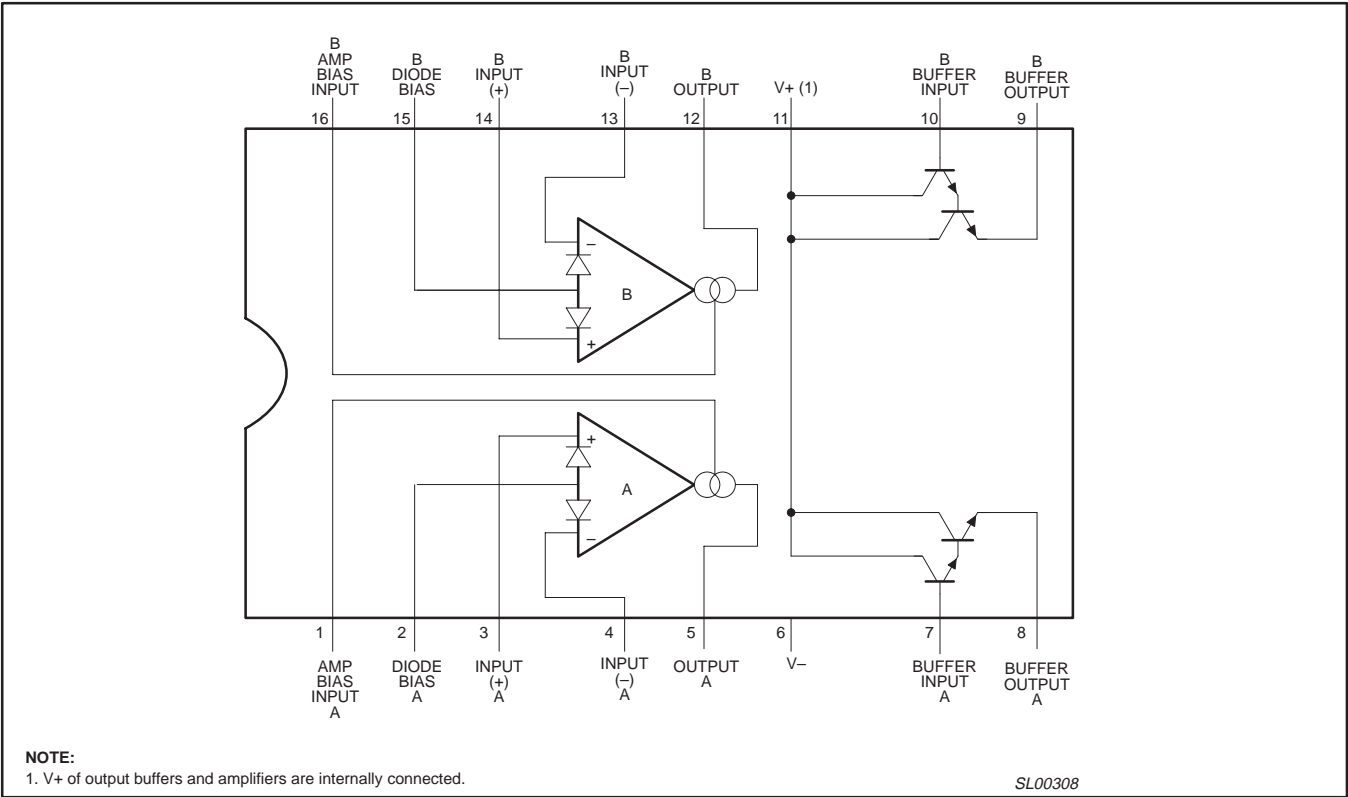 B
AMP
BIAS
INPUT
B
DIODE
BIAS
B
INPUT
(+)
B
INPUT
(–)
B
OUTPUT
V+ (1)
B
BUFFER
INPUT
B
BUFFER
OUTPUT
16 15 14 13 12 11 10 9
–
B
+
+
A
–
1 2 3 4 5 6 7 8
AMP
BIAS
INPUT
A
DIODE
BIAS
A
INPUT
(+)
A
INPUT
(–)
A
OUTPUT
A
V–
BUFFER
INPUT
A
BUFFER
OUTPUT
A
NOTE:
1. V+ of output buffers and amplifiers are internally connected.
SL00308